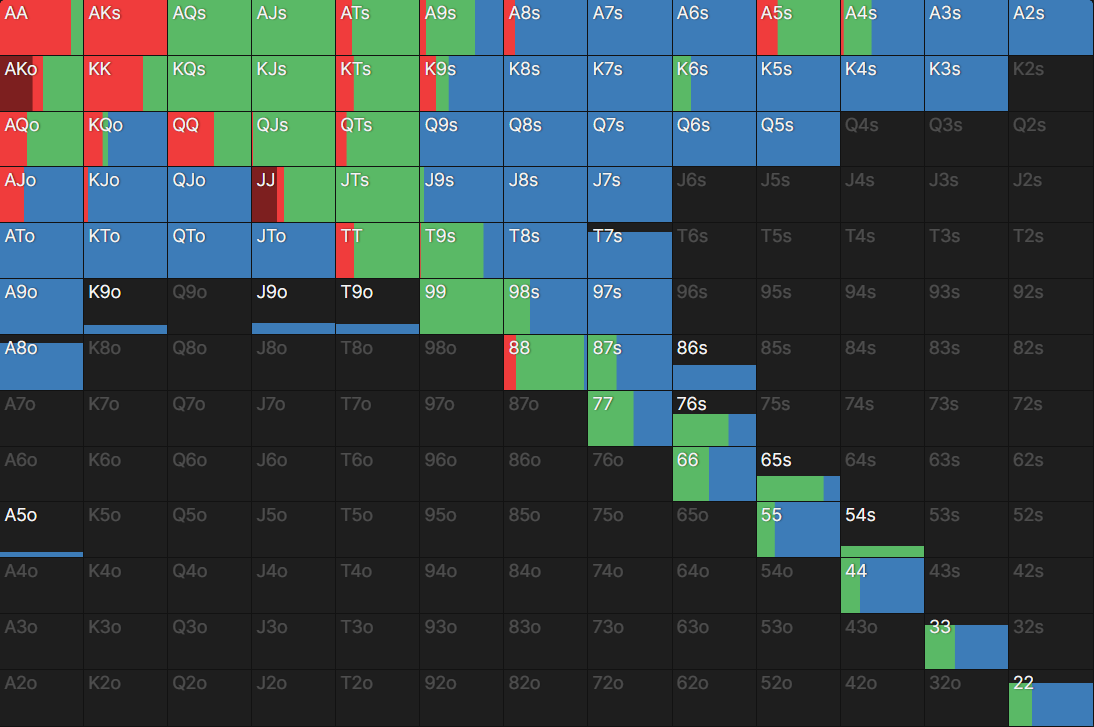 AA AKs AQs AJs ATs A9s A8s A7s A6s A5s A4s A3s A2s
AKo KK KQs KJs KTs K9s K8s K7s K6s K5s K4s K3s K2s
AQo KQo QQ QJs QTs Q9s Q8s Q7s Q6s Q5s Q4s Q3s Q2s
AJo KJo QJo JJ JTs J9s J8s J7s J6s J5s J4s J3s J2s
ATo KTo QTo JTo TT T9s T8s T7s T6s T5s T4s T3s T2s
A9o K9o Q9o J9o T9o 99 98s 97s 96s 95s 94s 93s 92s
A8o K8o Q8o J8o T8o 98o 88 87s 86s 85s 84s 83s 82s
A7o K7o Q7o J7o T7o 97o 87o 77 76s 75s 74s 73s 72s
A6o K6o Q6o J6o T6o 96o 86o 76o 66 65s 64s 63s 62s
A5o K5o Q5o J5o T5o 95o 85o 75o 65o 55 54s 53s 52s
A4o K4o Q4o J4o T4o 94o 84o 74o 64o 54o 44 43s 42s
A3o K3o Q3o J3o T3o 93o 83o 73o 63o 53o 43o 33 32s
A2o K2o Q2o J2o T2o 92o 82o 72o 62o 52o 42o 32o 22